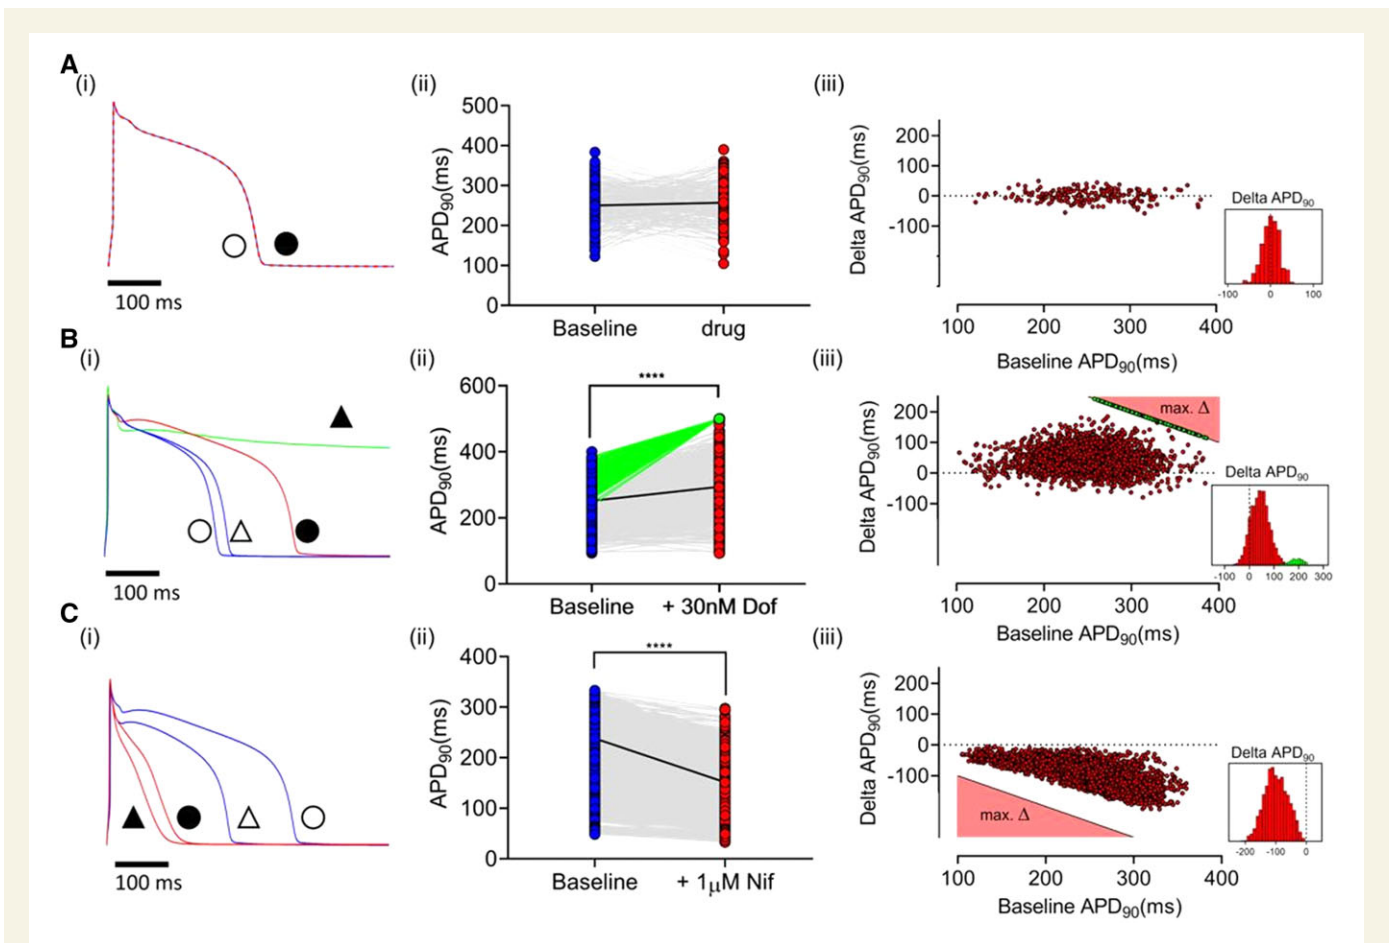 A
(i)
100 ms
(ii)
APD90(ms)
500
400
300
200
100
0
Baseline drug
(iii)
Delta APD90(ms)
200
100
0
-100
100 200 300 400
Baseline APD90(ms)
Delta APD90
-100 0 100
B
(i)
100 ms
(ii)
APD90(ms)
600
400
200
0
****
Baseline + 30nM Dof
(iii)
Delta APD90(ms)
200
100
0
-100
max. Δ
100 200 300 400
Baseline APD90(ms)
Delta APD90
-100 0 100 200 300
C
(i)
100 ms
(ii)
APD90(ms)
400
300
200
100
0
****
Baseline + 1μM Nif
(iii)
Delta APD90(ms)
200
100
0
-100
max. Δ
100 200 300 400
Baseline APD90(ms)
Delta APD90
-200 -100 0